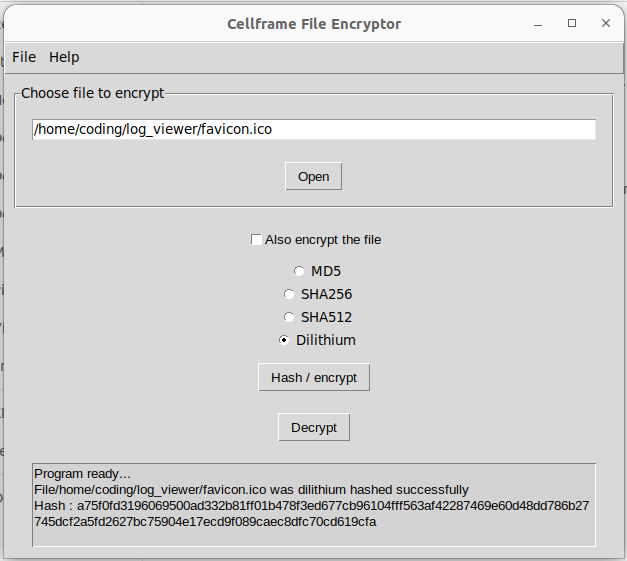 Cellframe File Encryptor
File Help
Choose file to encrypt
/home/coding/log_viewer/favicon.ico
Open
Also encrypt the file
MD5
SHA256
SHA512
Dilithium
Hash / encrypt
Decrypt
Program ready...
File/home/coding/log_viewer/favicon.ico was dilithium hashed successfully
Hash : a75f0fd3196069500ad332b81ff01b478f3ed677cb96104fff563af42287469e60d48dd786b27
745dcf2a5fd2627bc75904e17ecd9f089caec8dfc70cd619cfa